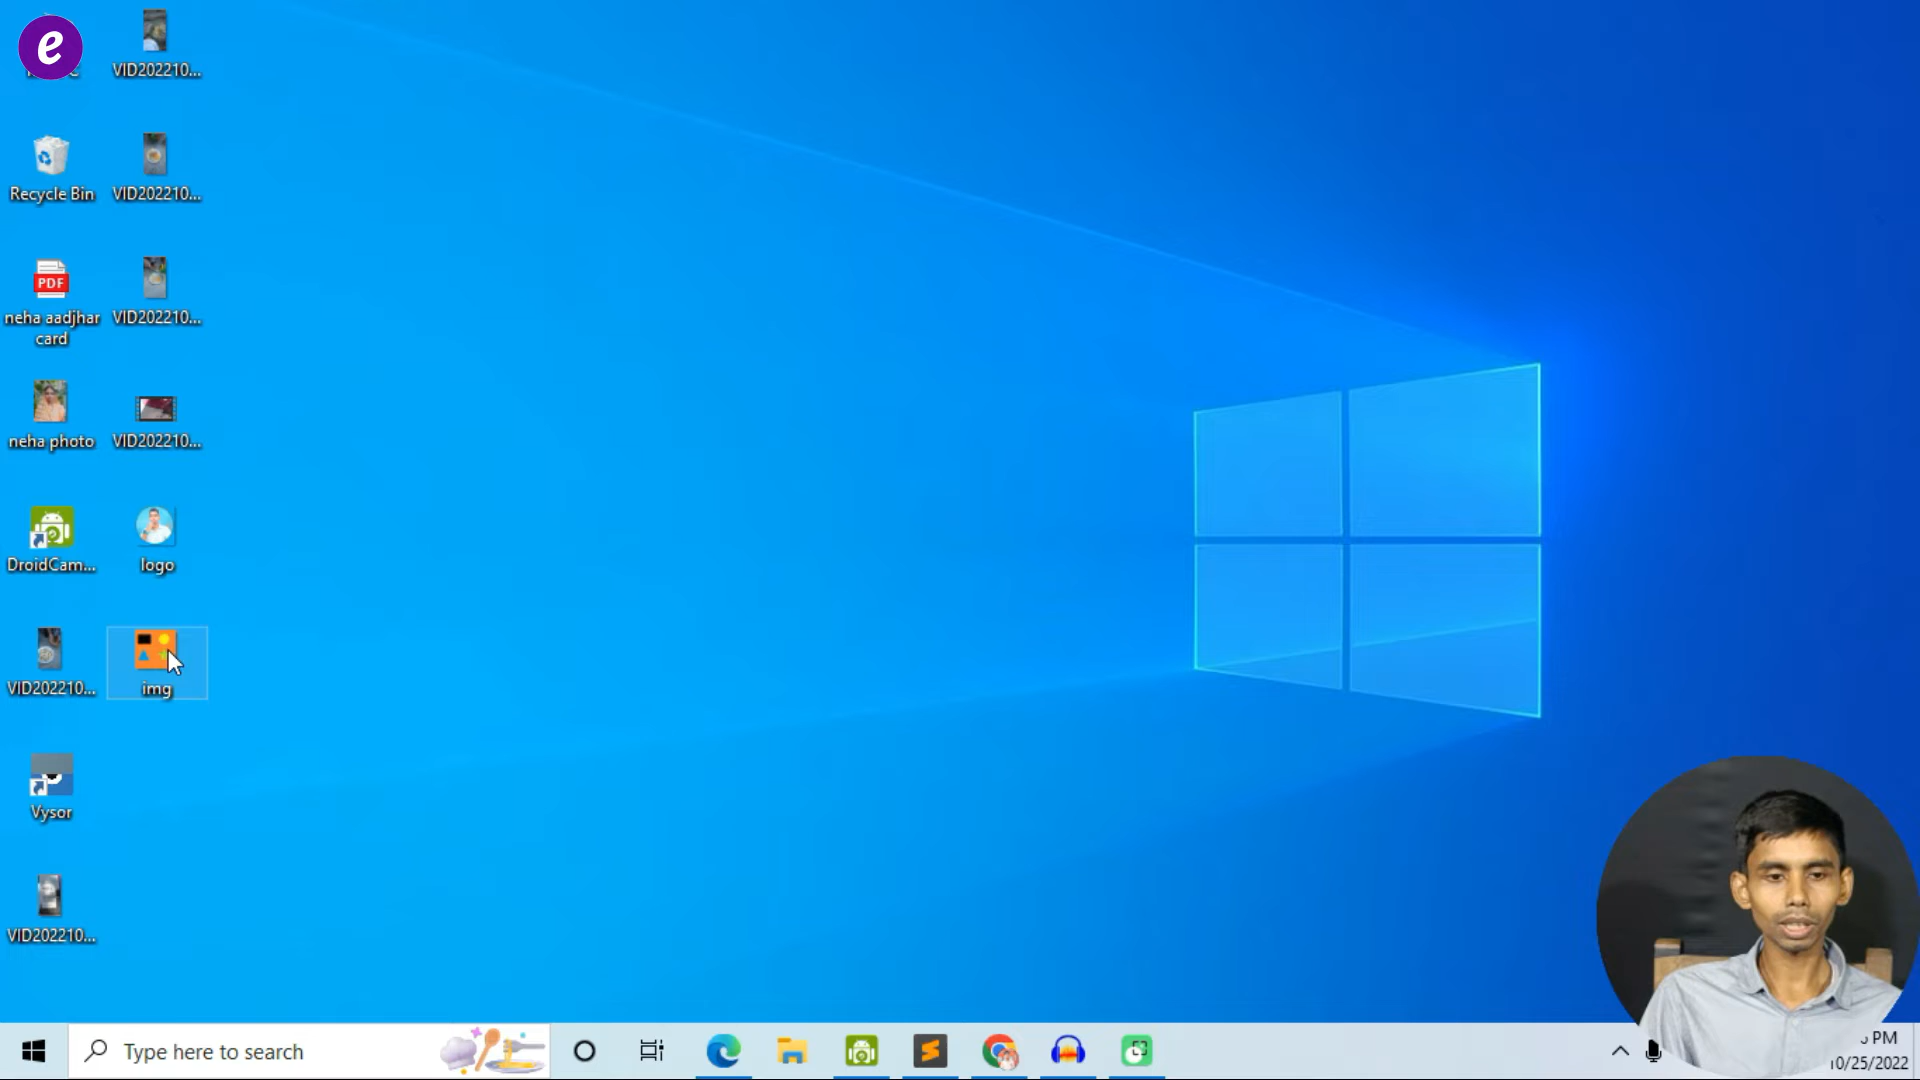 e
VID202210...
Recycle Bin
VID202210...
PDF
neha aadjhar
card
VID202210...
neha photo
VID202210...
DroidCam...
logo
VID202210...
img
Vysor
VID202210...
Type here to search
PM
10/25/2022